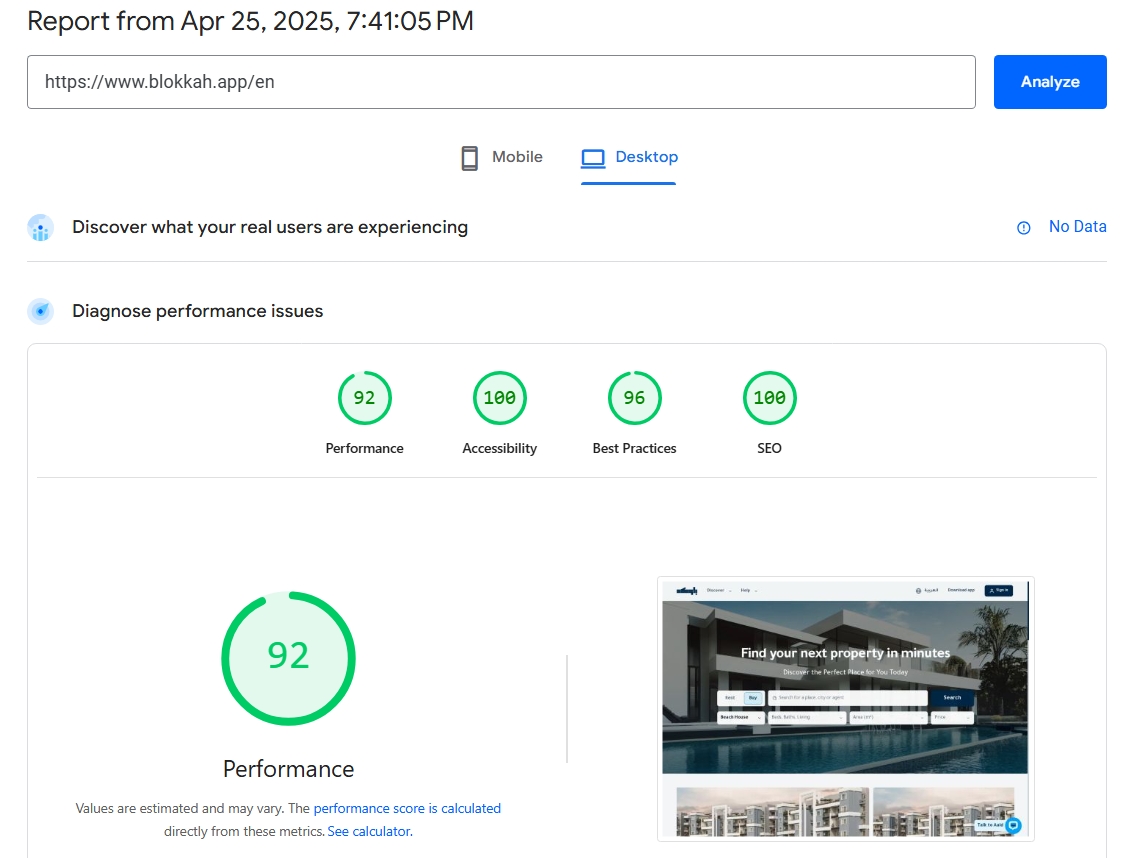 Report from Apr 25, 2025, 7:41:05 PM
https://www.blokkah.app/en
Analyze
Mobile
Desktop
Discover what your real users are experiencing
No Data
Diagnose performance issues
92
100
96
100
Performance
Accessibility
Best Practices
SEO
92
Performance
Values are estimated and may vary. The performance score is calculated
directly from these metrics. See calculator.
Discover
Help
العربية
Download app
Sign in
Find your next property in minutes
Discover the Perfect Place for You Today
Rent
Buy
Search for a place, city or agent
Search
Beach House
Beds, Baths, Living
Area (m²)
Price